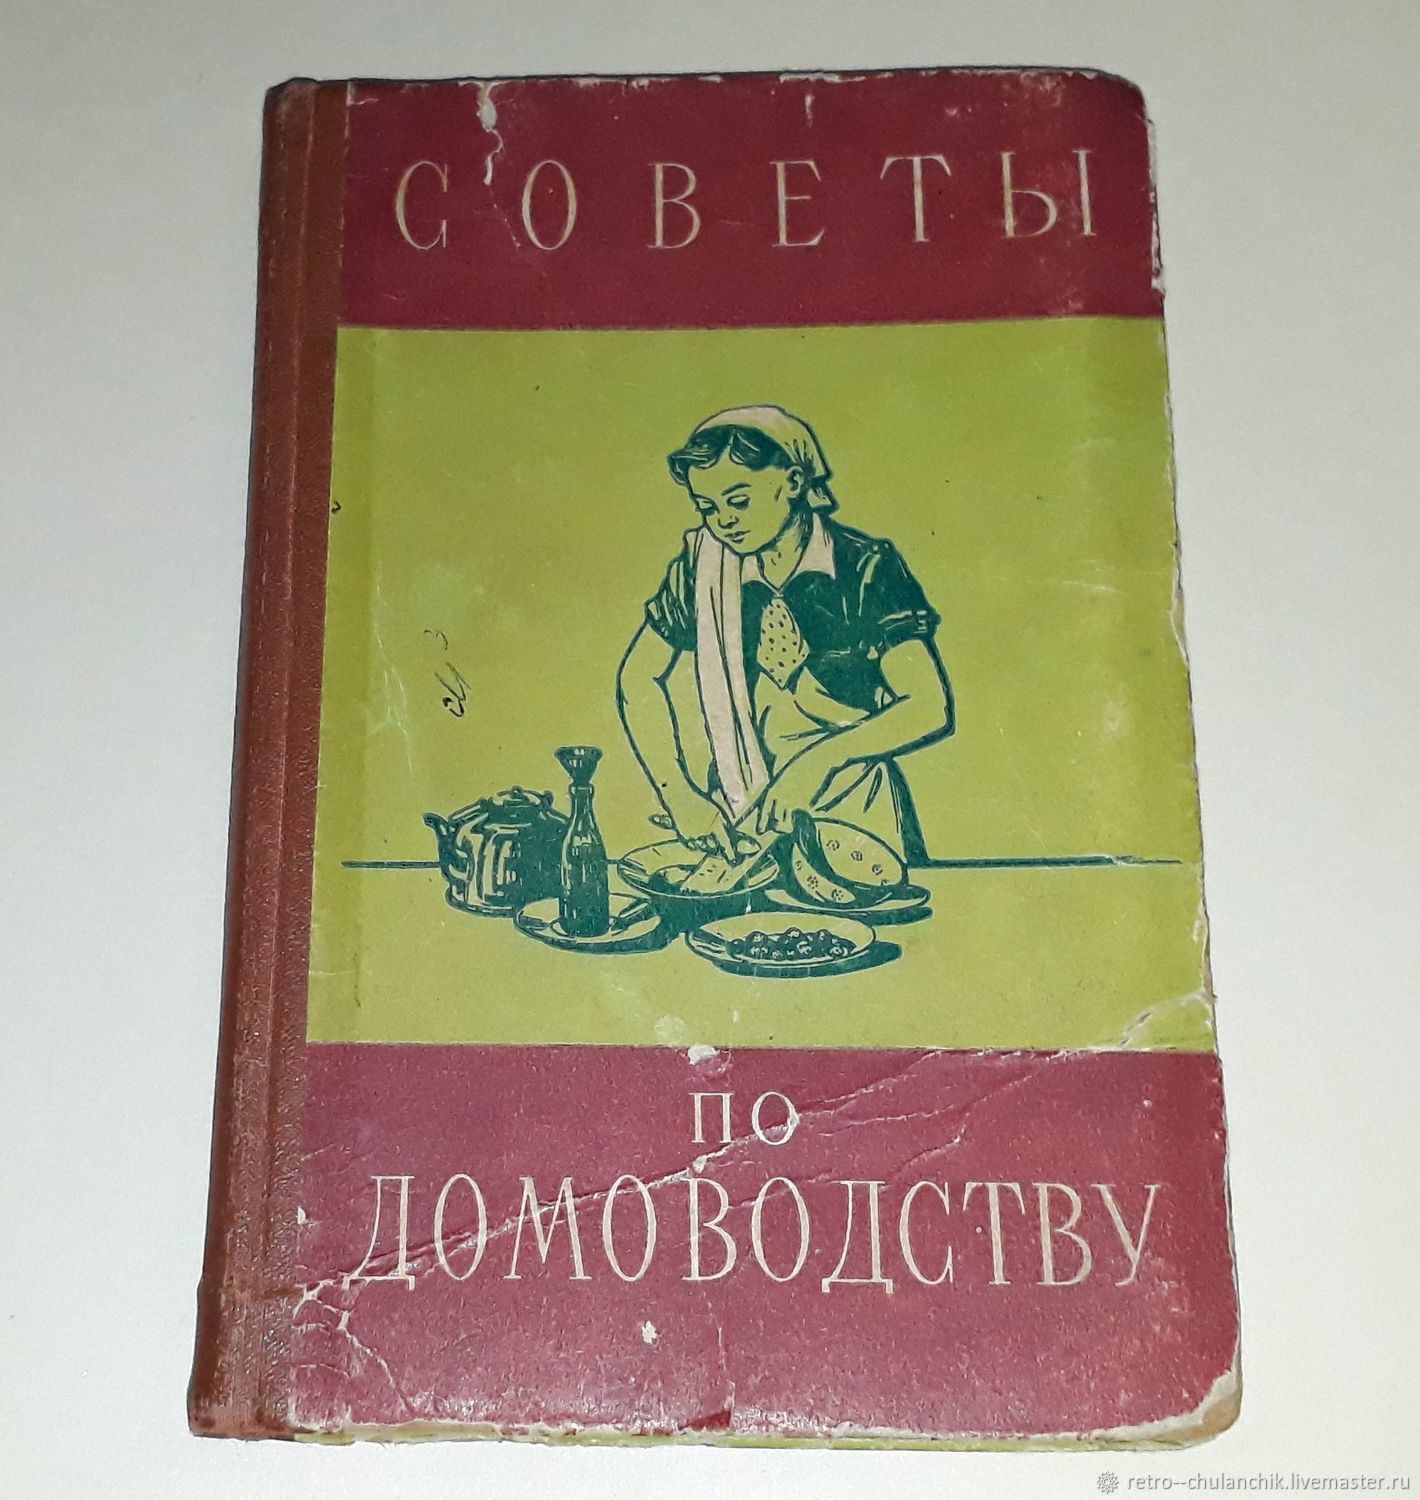 СОВЕТЫ
ПО
ДОМОВОДСТВУ
retro--chulanchik.livemaster.ru